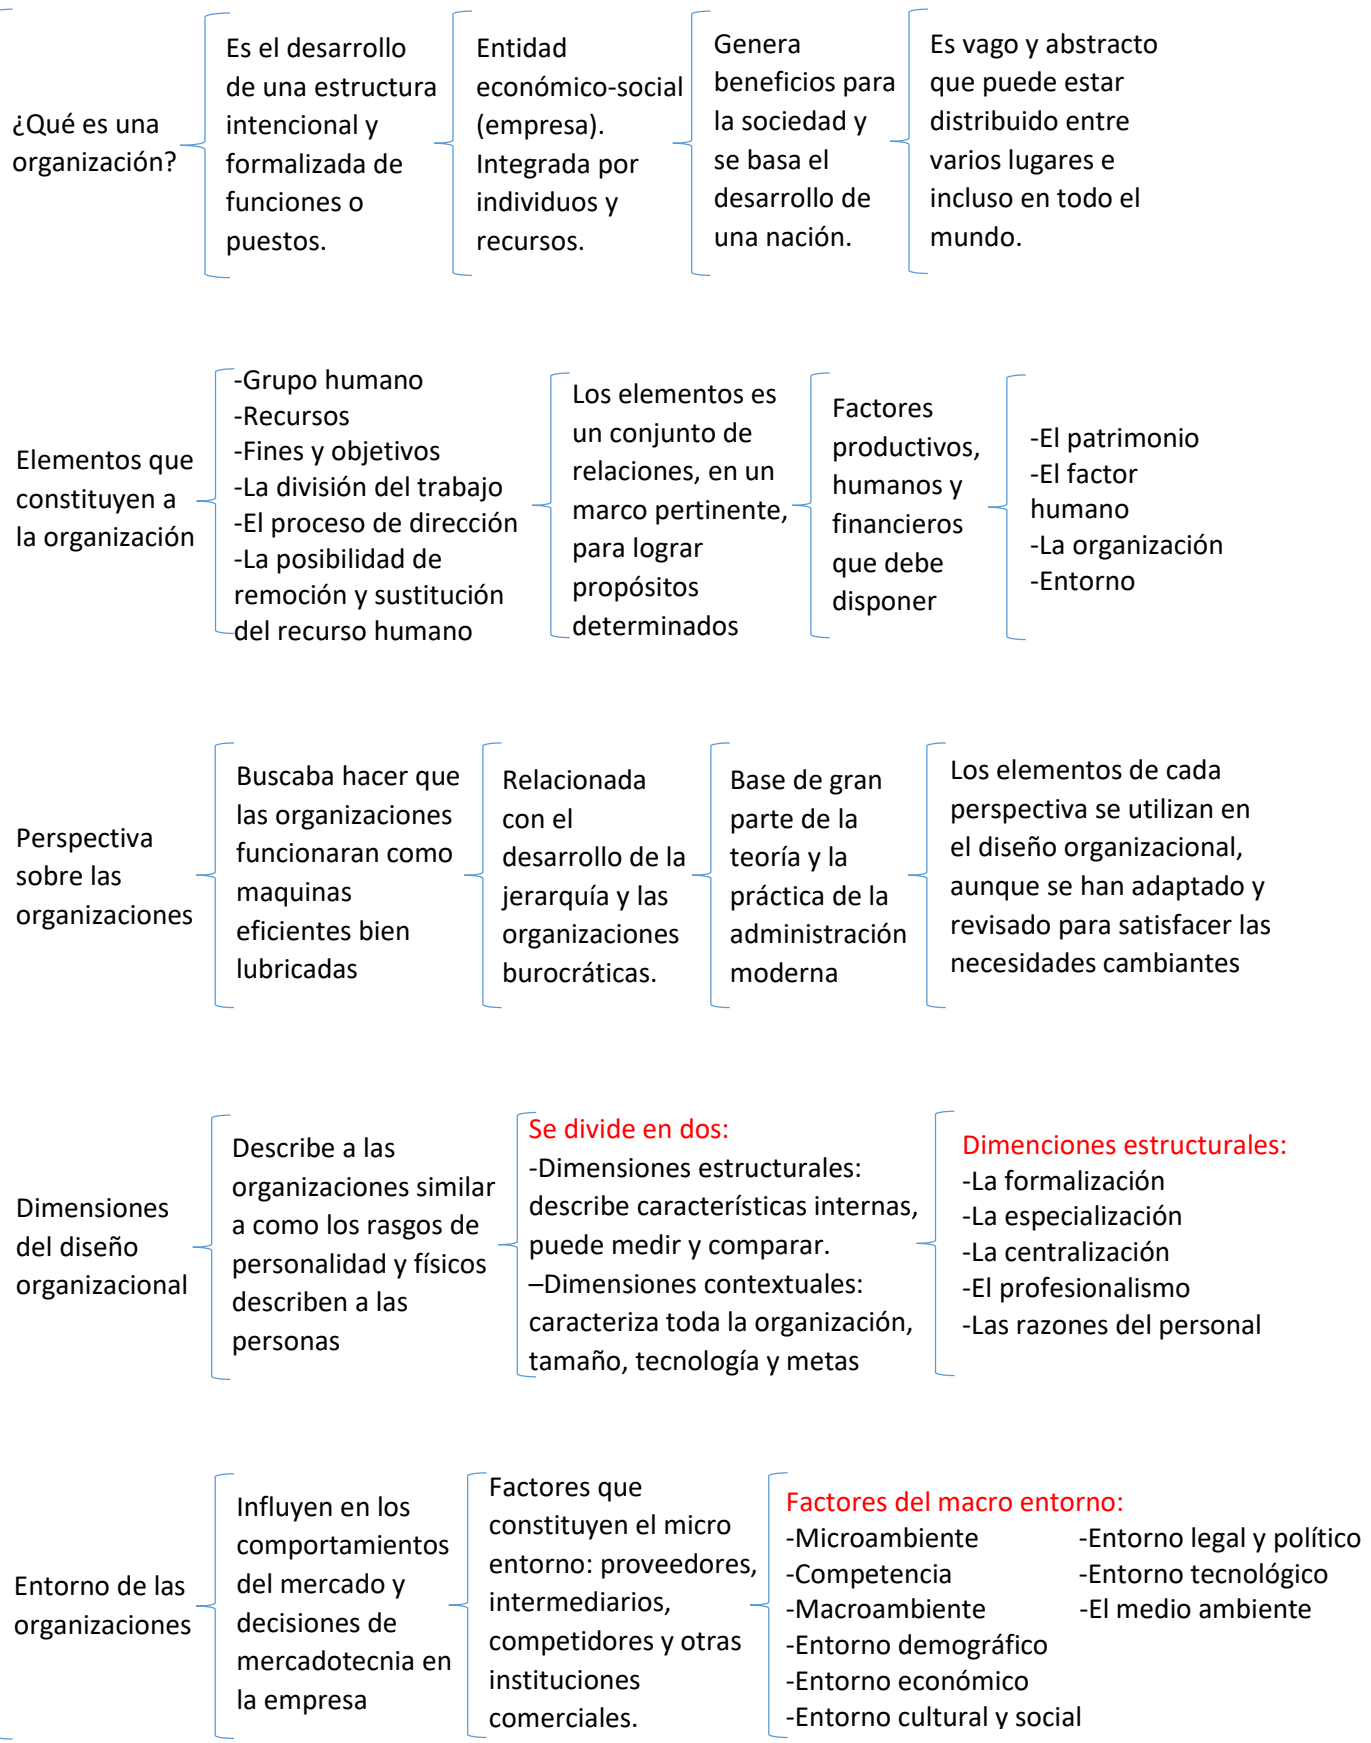 ¿Qué es una
organización?
Es el desarrollo
de una estructura
intencional y
formalizada de
funciones o
puestos.
Entidad
económico-social
(empresa).
Integrada por
individuos y
recursos.
Genera
beneficios para
la sociedad y
se basa el
desarrollo de
una nación.
Es vago y abstracto
que puede estar
distribuido entre
varios lugares e
incluso en todo el
mundo.
Elementos que
constituyen a
la organización
-Grupo humano
-Recursos
-Fines y objetivos
-La división del trabajo
-El proceso de dirección
-La posibilidad de
remoción y sustitución
del recurso humano
Los elementos es
un conjunto de
relaciones, en un
marco pertinente,
para lograr
propósitos
determinados
Factores
productivos,
humanos y
financieros
que debe
disponer
-El patrimonio
-El factor
humano
-La organización
-Entorno
Perspectiva
sobre las
organizaciones
Buscaba hacer que
las organizaciones
funcionaran como
maquinas
eficientes bien
lubricadas
Relacionada
con el
desarrollo de la
jerarquía y las
organizaciones
burocráticas.
Base de gran
parte de la
teoría y la
práctica de la
administración
moderna
Los elementos de cada
perspectiva se utilizan en
el diseño organizacional,
aunque se han adaptado y
revisado para satisfacer las
necesidades cambiantes
Dimensiones
del diseño
organizacional
Describe a las
organizaciones similar
a como los rasgos de
personalidad y físicos
describen a las
personas
Se divide en dos:
-Dimensiones estructurales:
describe características internas,
puede medir y comparar.
–Dimensiones contextuales:
caracteriza toda la organización,
tamaño, tecnología y metas
Dimenciones estructurales:
-La formalización
-La especialización
-La centralización
-El profesionalismo
-Las razones del personal
Entorno de las
organizaciones
Influyen en los
comportamientos
del mercado y
decisiones de
mercadotecnia en
la empresa
Factores que
constituyen el micro
entorno: proveedores,
intermediarios,
competidores y otras
instituciones
comerciales.
Factores del macro entorno:
-Microambiente
-Competencia
-Macroambiente
-Entorno demográfico
-Entorno económico
-Entorno cultural y social
-Entorno legal y político
-Entorno tecnológico
-El medio ambiente